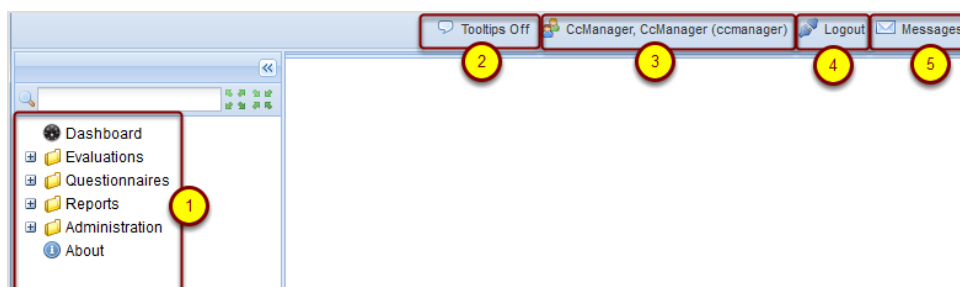 Tooltips Off CcManager, CcManager (ccmanager) Logout Messages
2 3 4 5
Dashboard
Evaluations
Questionnaires
Reports
1
Administration
About